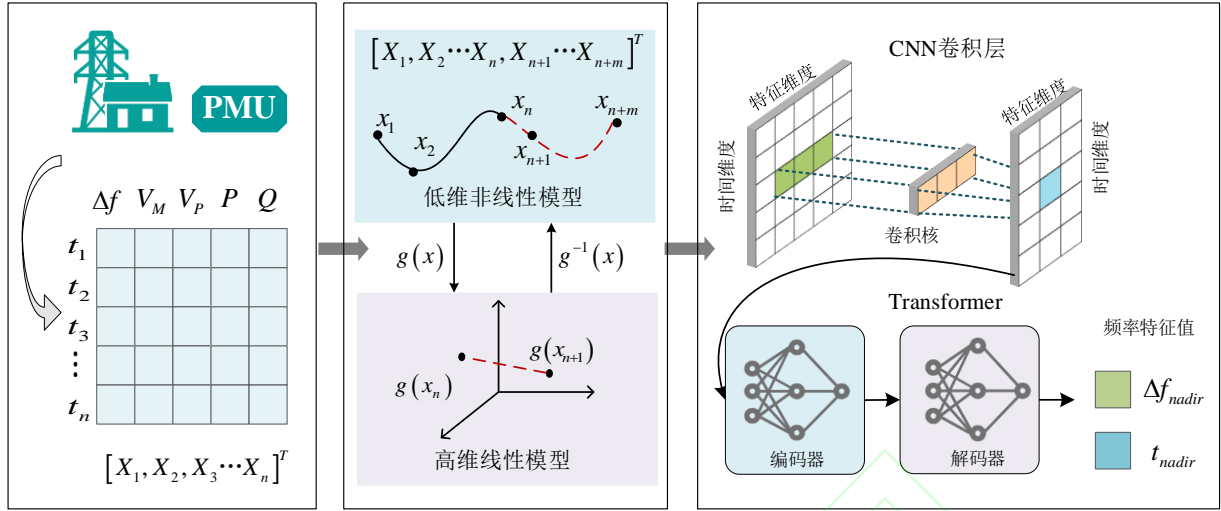 PMU
Δf V_M V_P P Q
t_1
t_2
t_3
⋮
t_n
[X_1, X_2, X_3⋯X_n]^T
[X_1, X_2⋯X_n, X_{n+1}⋯X_{n+m}]^T
x_1
x_2
x_n
x_{n+1}
x_{n+m}
低维非线性模型
g(x)
g^{-1}(x)
g(x_n)
g(x_{n+1})
高维线性模型
CNN卷积层
特征维度
时间维度
卷积核
特征维度
时间维度
Transformer
编码器
解码器
频率特征值
Δf_{nadir}
t_{nadir}